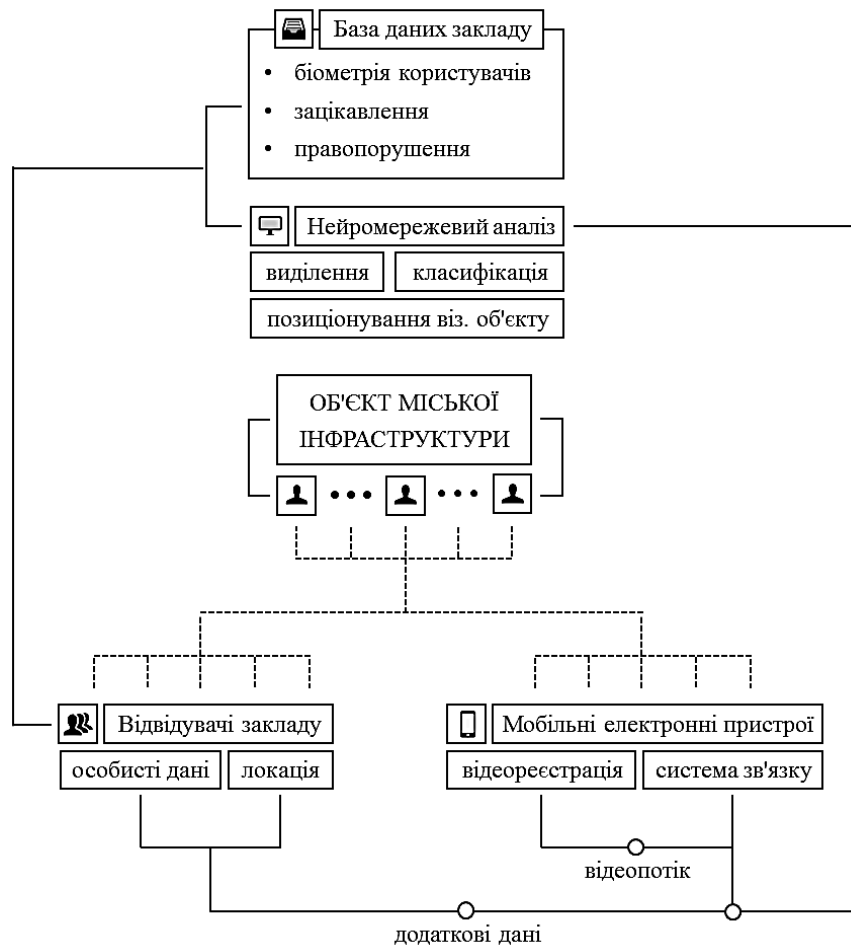 База даних закладу
• біометрія користувачів
• зацікавлення
• правопорушення
Нейромережевий аналіз
виділення
класифікація
позиціонування віз. об'єкту
ОБ'ЄКТ МІСЬКОЇ
ІНФРАСТРУКТУРИ
Відвідувачі закладу
особисті дані
локація
Мобільні електронні пристрої
відеореєстрація
система зв'язку
відеопотік
додаткові дані